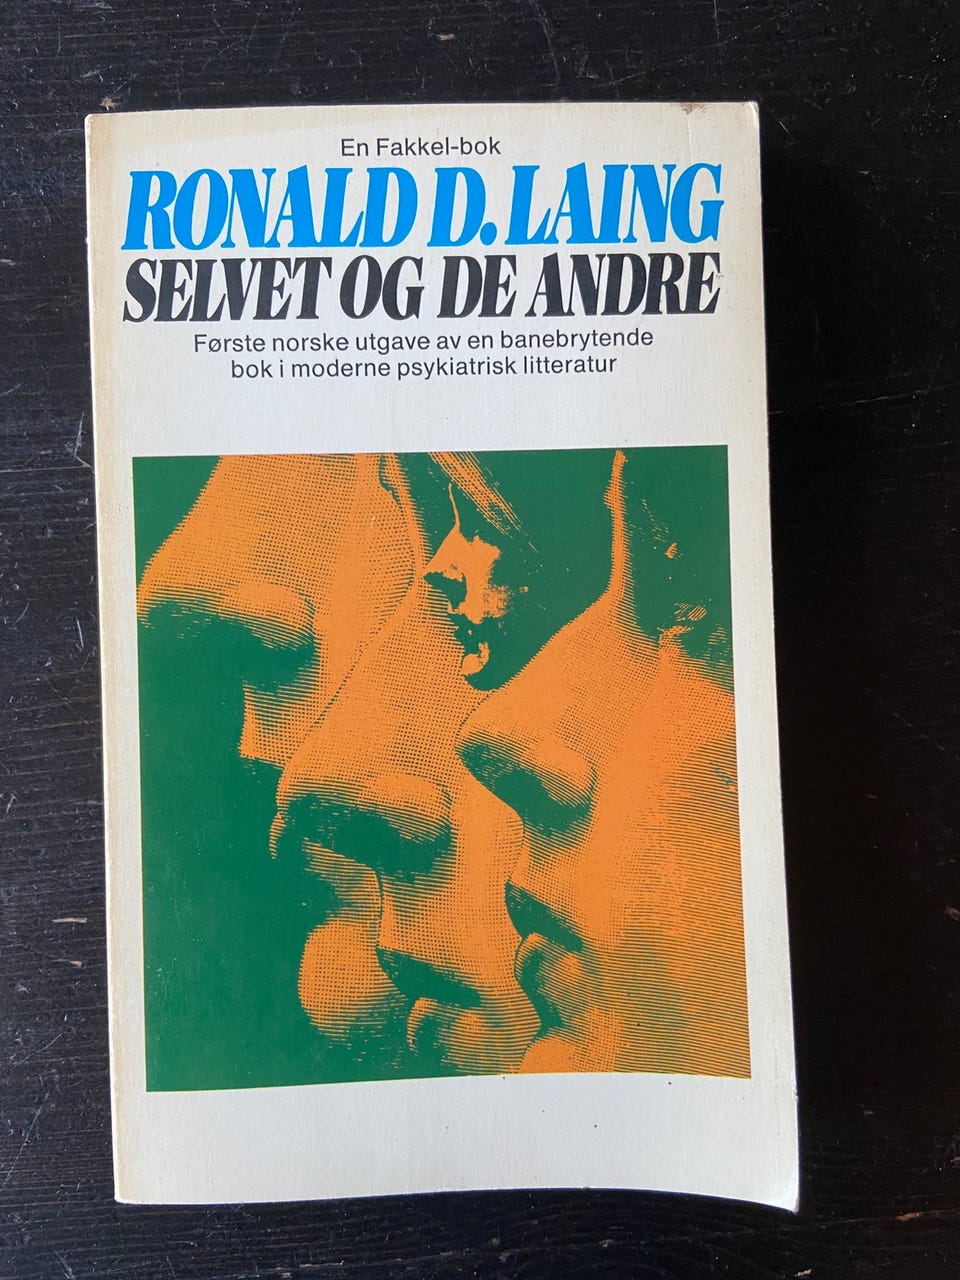 En Fakkel-bok
RONALD D. LAING
SELVET OG DE ANDRE
Første norske utgave av en banebrytende
bok i moderne psykiatrisk litteratur